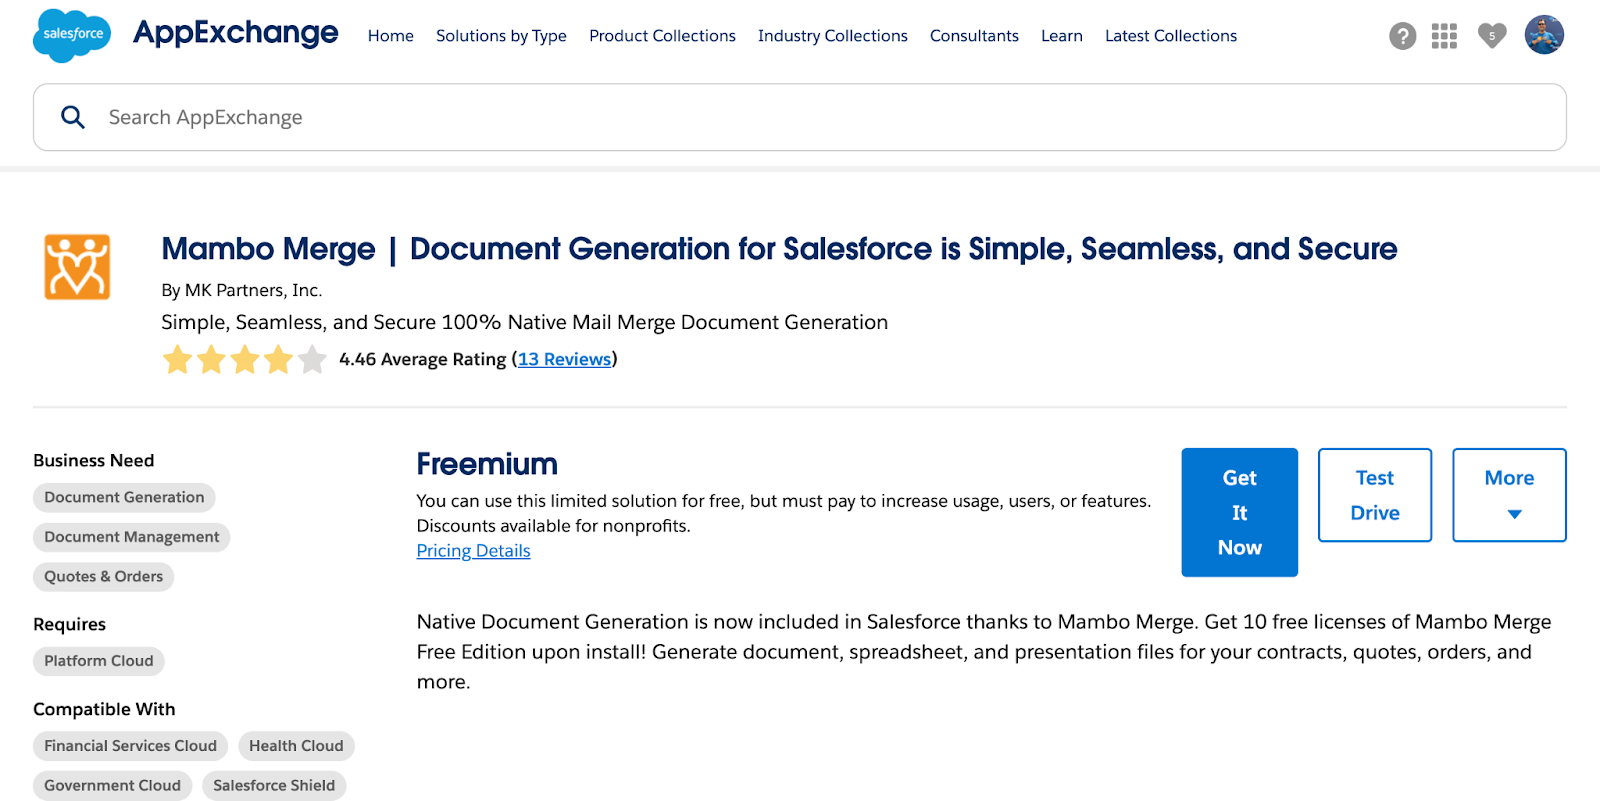 salesforce
AppExchange
Home Solutions by Type Product Collections Industry Collections Consultants Learn Latest Collections
? 5
Search AppExchange
Mambo Merge | Document Generation for Salesforce is Simple, Seamless, and Secure
By MK Partners, Inc.
Simple, Seamless, and Secure 100% Native Mail Merge Document Generation
4.46 Average Rating (13 Reviews)
Business Need
Document Generation
Document Management
Quotes & Orders
Requires
Platform Cloud
Compatible With
Financial Services Cloud Health Cloud
Government Cloud Salesforce Shield
Freemium
You can use this limited solution for free, but must pay to increase usage, users, or features.
Discounts available for nonprofits.
Pricing Details
Get
It
Now
Test
Drive
More
Native Document Generation is now included in Salesforce thanks to Mambo Merge. Get 10 free licenses of Mambo Merge
Free Edition upon install! Generate document, spreadsheet, and presentation files for your contracts, quotes, orders, and
more.